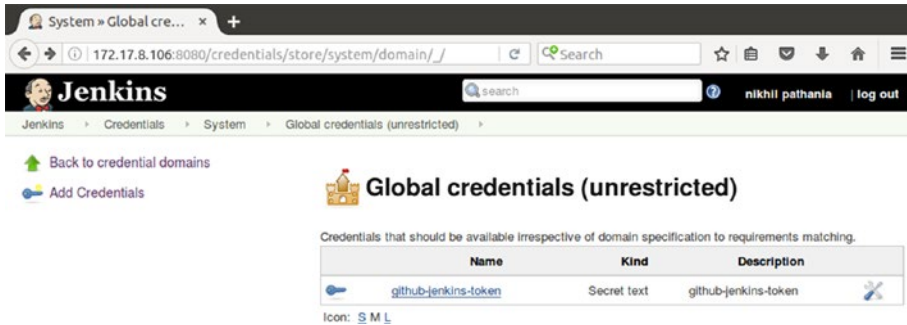 System » Global cre... × +
172.17.8.106:8080/credentials/store/system/domain/_/ Search
Jenkins search nikhil pathania | log out
Jenkins Credentials System Global credentials (unrestricted)
Back to credential domains
Add Credentials
Global credentials (unrestricted)
Credentials that should be available irrespective of domain specification to requirements matching.
Name Kind Description
github-jenkins-token Secret text github-jenkins-token
Icon: S M L